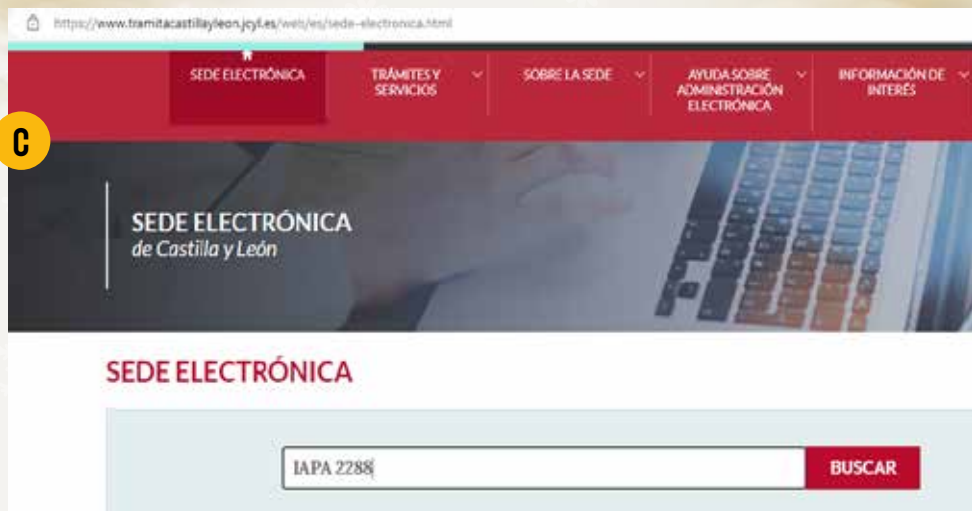 https://www.tramitacastillayleon.jcyl.es/web/es/sede-electronica.html
SEDE ELECTRÓNICA
TRÁMITES Y
SERVICIOS
SOBRE LA SEDE
AYUDA SOBRE
ADMINISTRACIÓN
ELECTRÓNICA
INFORMACIÓN DE
INTERÉS
C
SEDE ELECTRÓNICA
de Castilla y León
SEDE ELECTRÓNICA
IAPA 2288
BUSCAR